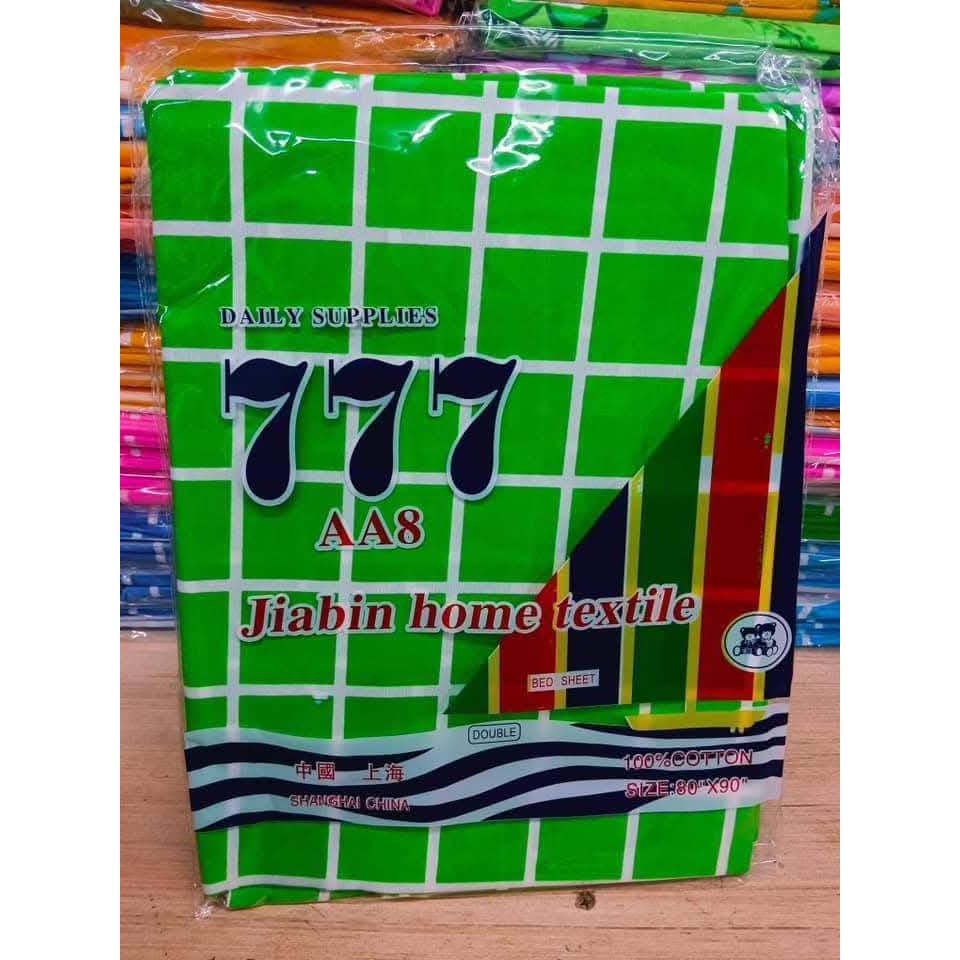 DAILY SUPPLIES
777
AA8
Jiabin home textile
BED SHEET
DOUBLE
中國 上海
SHANGHAI CHINA
100%COTTON
SIZE:80"X90"